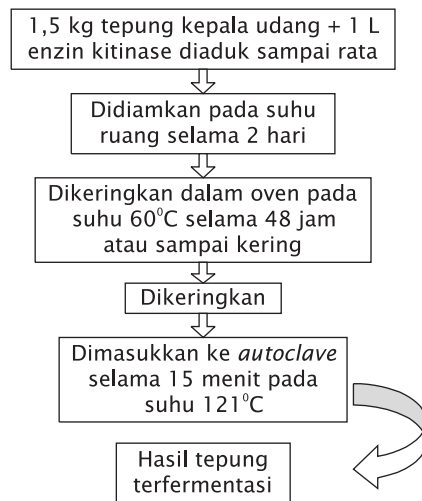 1,5 kg tepung kepala udang + 1 L
enzin kitinase diaduk sampai rata
Didiamkan pada suhu
ruang selama 2 hari
Dikeringkan dalam oven pada
suhu 60⁰C selama 48 jam
atau sampai kering
Dikeringkan
Dimasukkan ke autoclave
selama 15 menit pada
suhu 121⁰C
Hasil tepung
terfermentasi